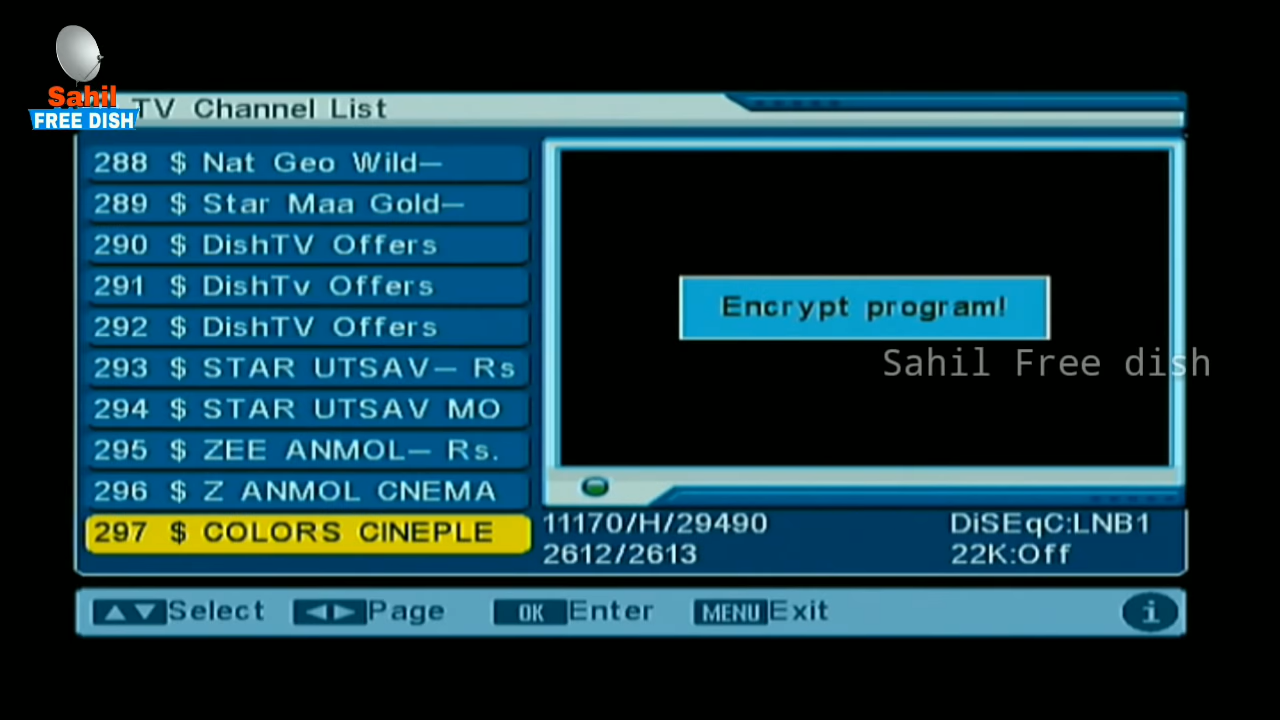 Sahil
FREE DISH
TV Channel List
288 $ Nat Geo Wild—
289 $ Star Maa Gold—
290 $ DishTV Offers
291 $ DishTv Offers
292 $ DishTV Offers
293 $ STAR UTSAV— Rs
294 $ STAR UTSAV MO
295 $ ZEE ANMOL— Rs.
296 $ Z ANMOL CNEMA
297 $ COLORS CINEPLE
Encrypt program!
Sahil Free dish
11170/H/29490 DiSEqC:LNB1
2612/2613 22K:Off
Select Page OK Enter MENU Exit i